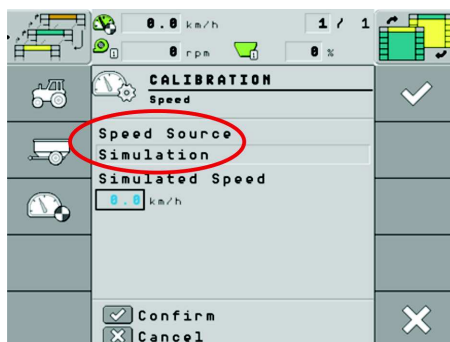 0.0 km/h 1 / 1
0 rpm 0 %
CALIBRATION
Speed
Speed Source
Simulation
Simulated Speed
0.0 km/h
Confirm
Cancel